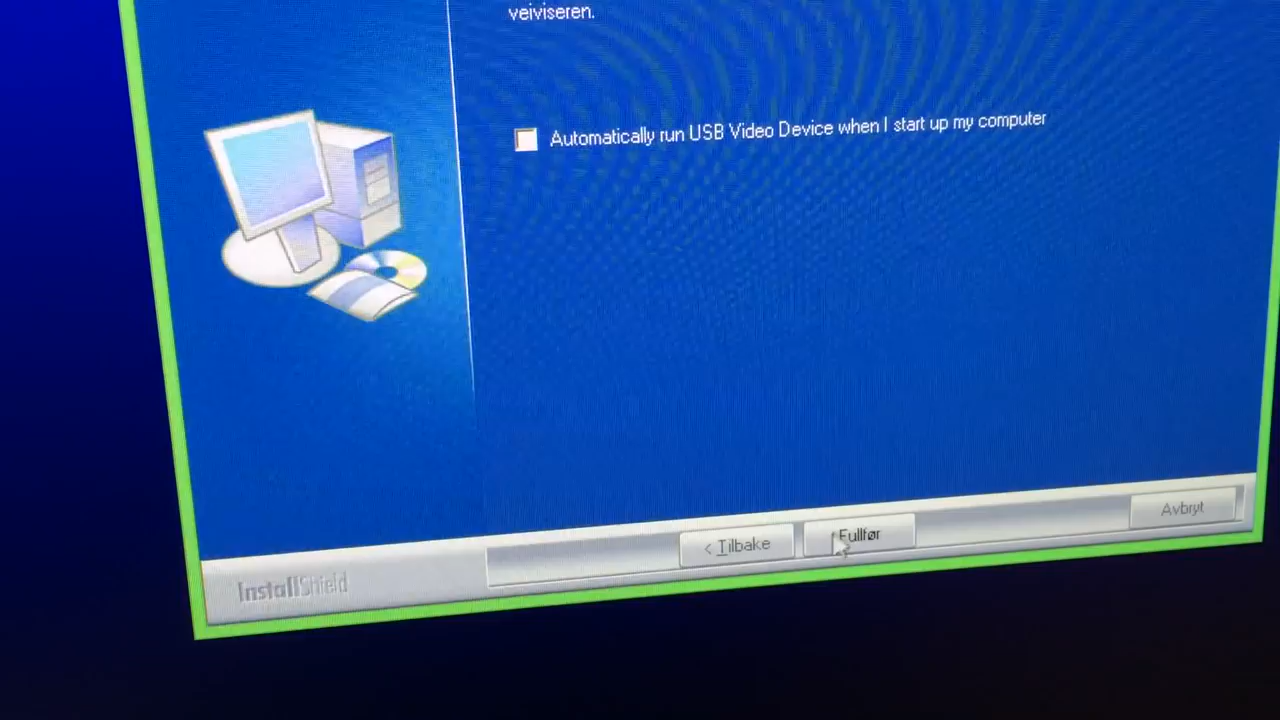 veiviseren.
Automatically run USB Video Device when I start up my computer
< Tilbake
Fullfør
Avbryt
InstallShield